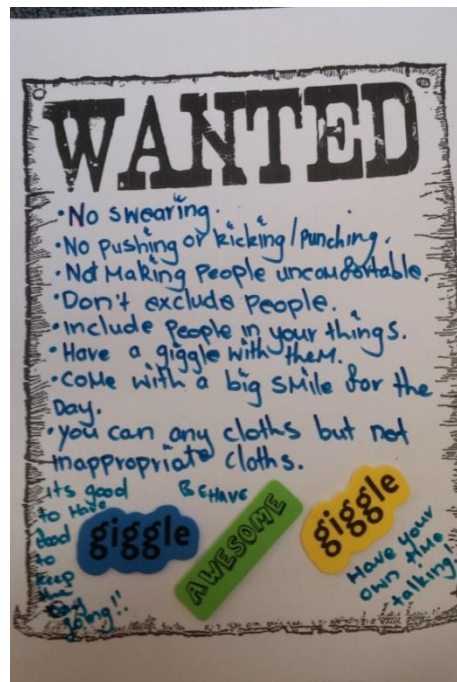 WANTED
• No swearing.
• No pushing or kicking/punching.
• Not Making People uncomfortable.
• Don't exclude people.
• include people in your things.
• Have a giggle with them.
• come with a big smile for the
Day.
• you can any cloths but not
inappropriate cloths.
its good
to Have
food
to
keep
the
going!!
BEHAVE
giggle
AWESOME
giggle
Have your
own time
talking!